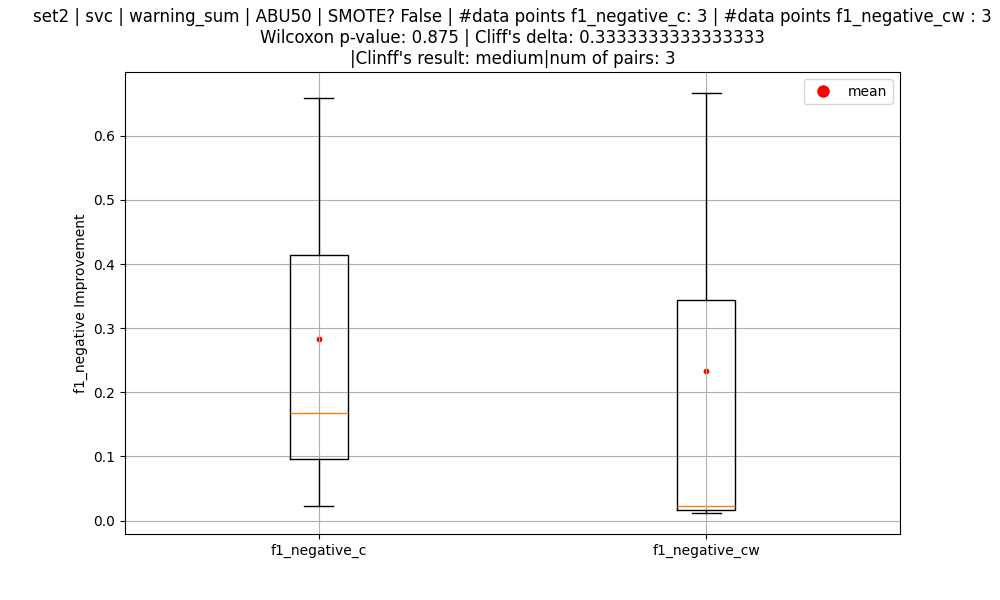 set2 | svc | warning_sum | ABU50 | SMOTE? False | #data points f1_negative_c: 3 | #data points f1_negative_cw : 3
Wilcoxon p-value: 0.875 | Cliff's delta: 0.3333333333333333
|Clinff's result: medium|num of pairs: 3
mean
f1_negative Improvement
0.6
0.5
0.4
0.3
0.2
0.1
0.0
f1_negative_c
f1_negative_cw